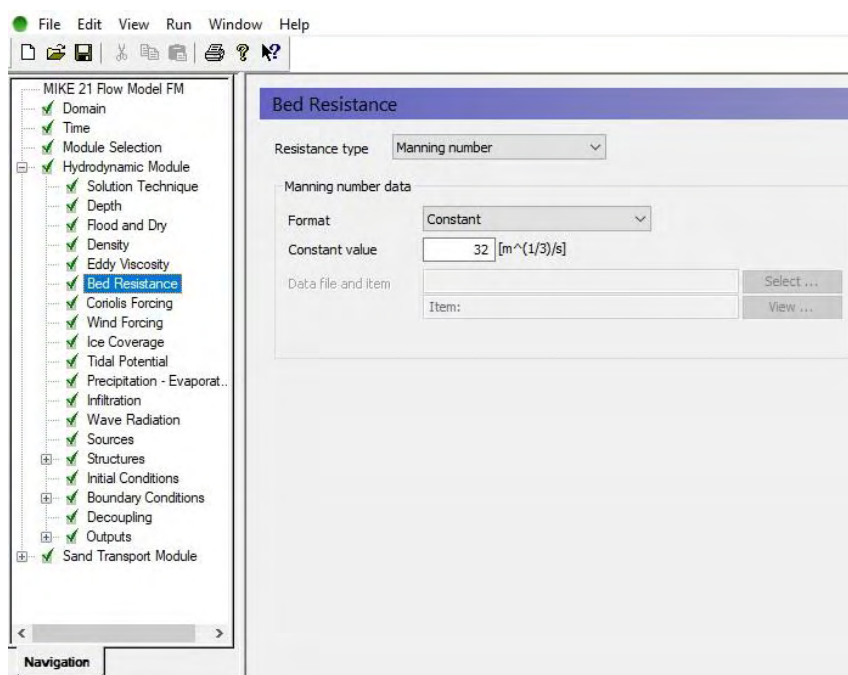 File Edit View Run Window Help
MIKE 21 Flow Model FM
Domain
Time
Module Selection
Hydrodynamic Module
Solution Technique
Depth
Flood and Dry
Density
Eddy Viscosity
Bed Resistance
Coriolis Forcing
Wind Forcing
Ice Coverage
Tidal Potential
Precipitation - Evaporat..
Infiltration
Wave Radiation
Sources
Structures
Initial Conditions
Boundary Conditions
Decoupling
Outputs
Sand Transport Module
Navigation
Bed Resistance
Resistance type Manning number
Manning number data
Format Constant
Constant value 32 [m^(1/3)/s]
Data file and item Select ...
Item: View ...